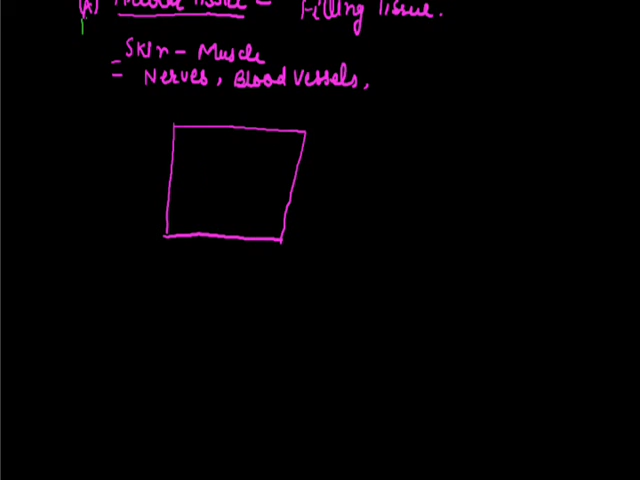 (A) Areolar Tissue - Filling Tissue.
= Skin - Muscle
- Nerves, Blood vessels,